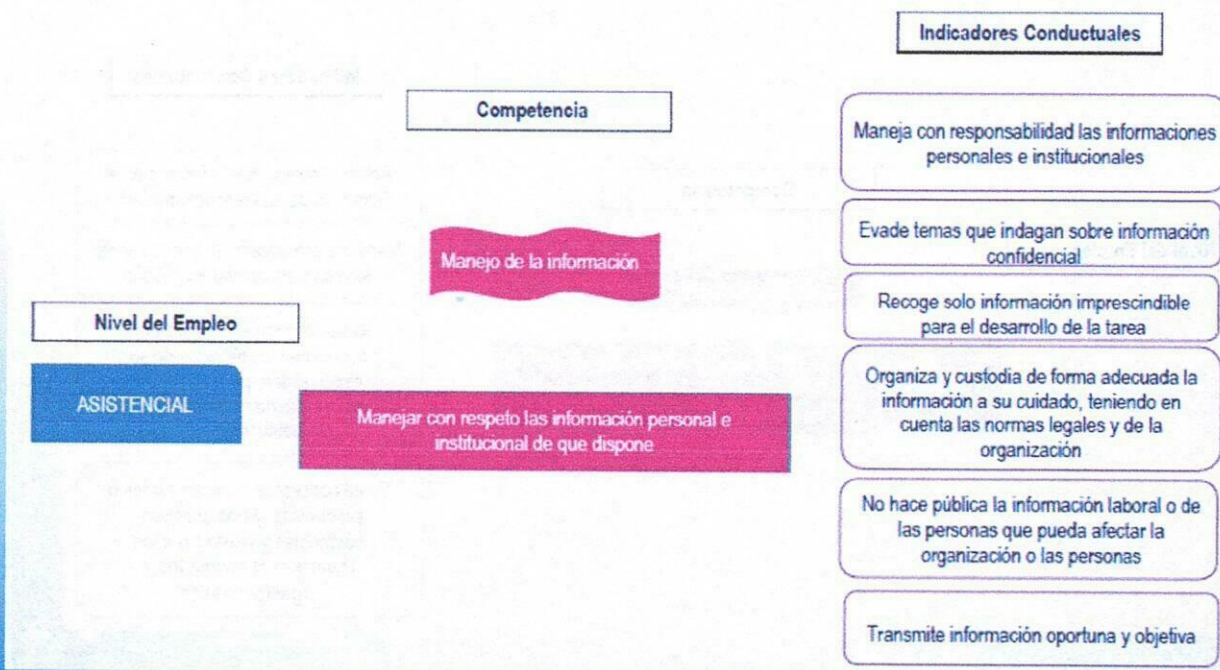 Indicadores Conductuales
Competencia
Maneja con responsabilidad las informaciones
personales e institucionales
Manejo de la información
Evade temas que indagan sobre información
confidencial
Nivel del Empleo
Recoge solo información imprescindible
para el desarrollo de la tarea
ASISTENCIAL
Manejar con respeto las información personal e
institucional de que dispone
Organiza y custodia de forma adecuada la
información a su cuidado, teniendo en
cuenta las normas legales y de la
organización
No hace pública la información laboral o de
las personas que pueda afectar la
organización o las personas
Transmite información oportuna y objetiva